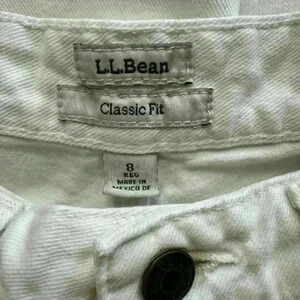 L.L.Bean
Classic Fit
8
REG
MADE IN
MEXICO OF